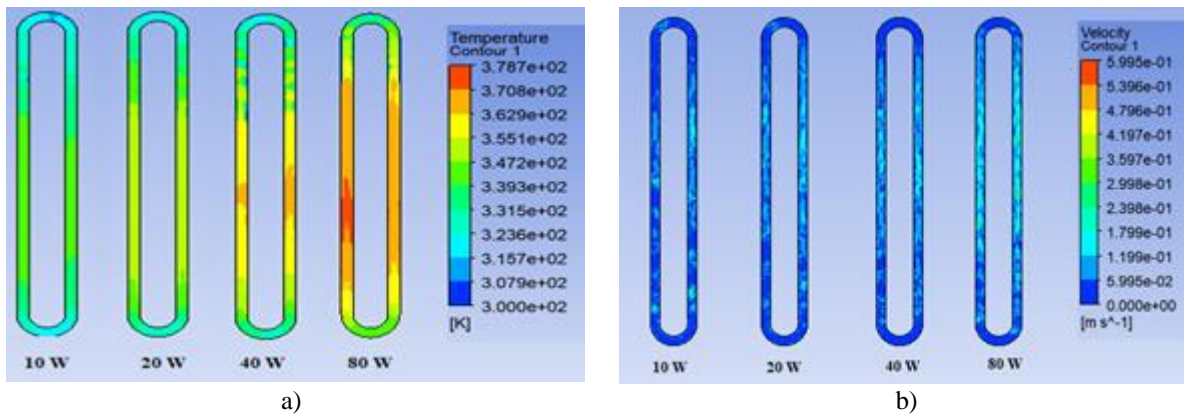 Temperature
Contour 1
3.787e+02
3.708e+02
3.629e+02
3.551e+02
3.472e+02
3.393e+02
3.315e+02
3.236e+02
3.157e+02
3.079e+02
3.000e+02
[K]
10 W 20 W 40 W 80 W
a)
Velocity
Contour 1
5.995e-01
5.396e-01
4.796e-01
4.197e-01
3.597e-01
2.998e-01
2.398e-01
1.799e-01
1.199e-01
5.995e-02
0.000e+00
[m s^-1]
10 W 20 W 40 W 80 W
b)